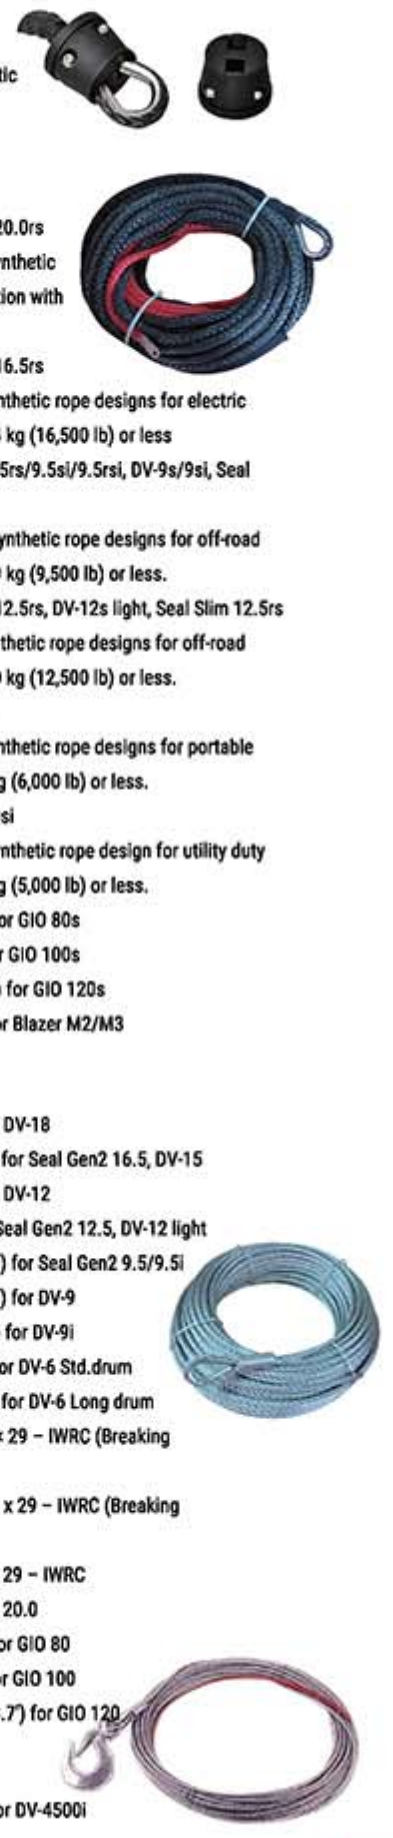 tic
20.0rs
nthetic
tion with
16.5rs
nthetic rope designs for electric
kg (16,500 lb) or less
5rs/9.5si/9.5rsi, DV-9s/9si, Seal
ynthetic rope designs for off-road
kg (9,500 lb) or less.
12.5rs, DV-12s light, Seal Slim 12.5rs
nthetic rope designs for off-road
kg (12,500 lb) or less.
nthetic rope designs for portable
g (6,000 lb) or less.
si
nthetic rope design for utility duty
g (5,000 lb) or less.
or GIO 80s
r GIO 100s
for GIO 120s
or Blazer M2/M3
DV-18
for Seal Gen2 16.5, DV-15
DV-12
Seal Gen2 12.5, DV-12 light
) for Seal Gen2 9.5/9.5i
) for DV-9
for DV-9i
or DV-6 Std.drum
for DV-6 Long drum
× 29 – IWRC (Breaking
x 29 – IWRC (Breaking
29 – IWRC
20.0
or GIO 80
r GIO 100
.7') for GIO 120
or DV-4500i